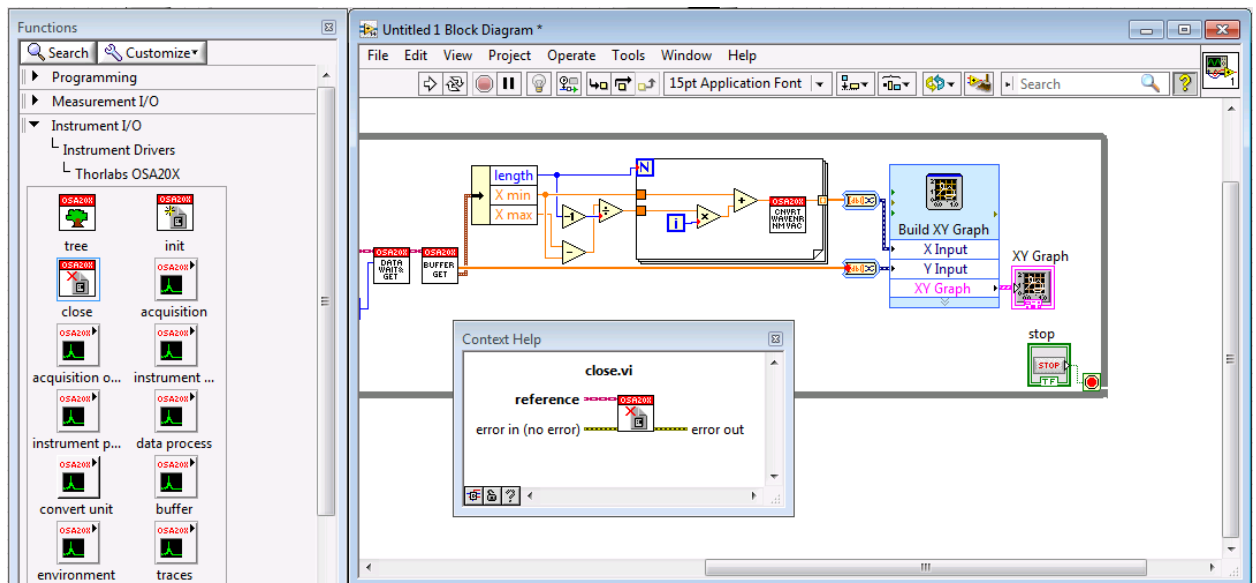 Functions
Search Customize
Programming
Measurement I/O
Instrument I/O
Instrument Drivers
Thorlabs OSA20X
OSA20X OSA20X
tree init
OSA20X OSA20X
close acquisition
OSA20X OSA20X
acquisition o... instrument ...
OSA20X OSA20X
instrument p... data process
OSA20X OSA20X
convert unit buffer
OSA20X OSA20X
environment traces
Untitled 1 Block Diagram *
File Edit View Project Operate Tools Window Help
15pt Application Font Search ? 1
length
X min
X max
N
-1
÷
-
i
×
+
OSA20X
CNVRT
WAVENR
NMVAC
OSA20X
DATA
WAIT&
GET
OSA20X
BUFFER
GET
Build XY Graph
X Input
Y Input
XY Graph
XY Graph
stop
STOP
TF
Context Help
close.vi
reference OSA20X
error in (no error) error out
?